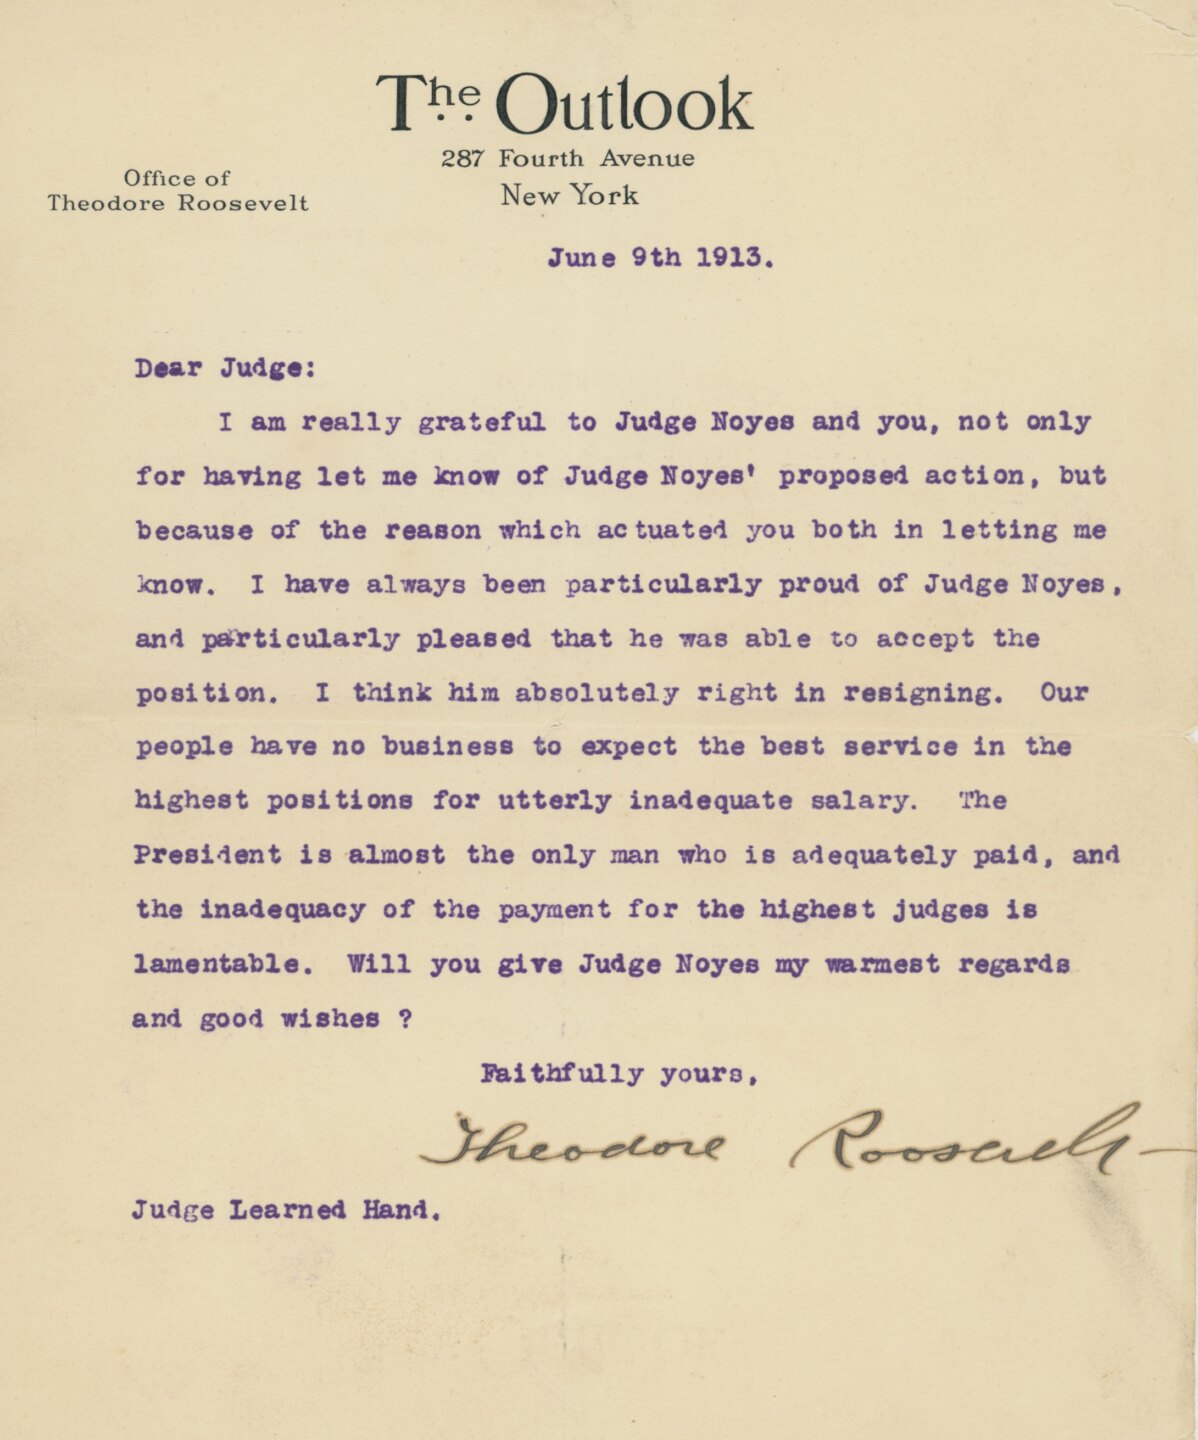 The Outlook
287 Fourth Avenue
New York
Office of
Theodore Roosevelt
June 9th 1913.
Dear Judge:
I am really grateful to Judge Noyes and you, not only
for having let me know of Judge Noyes' proposed action, but
because of the reason which actuated you both in letting me
know. I have always been particularly proud of Judge Noyes,
and particularly pleased that he was able to accept the
position. I think him absolutely right in resigning. Our
people have no business to expect the best service in the
highest positions for utterly inadequate salary. The
President is almost the only man who is adequately paid, and
the inadequacy of the payment for the highest judges is
lamentable. Will you give Judge Noyes my warmest regards
and good wishes ?
Faithfully yours,
Theodore Roosevelt
Judge Learned Hand.